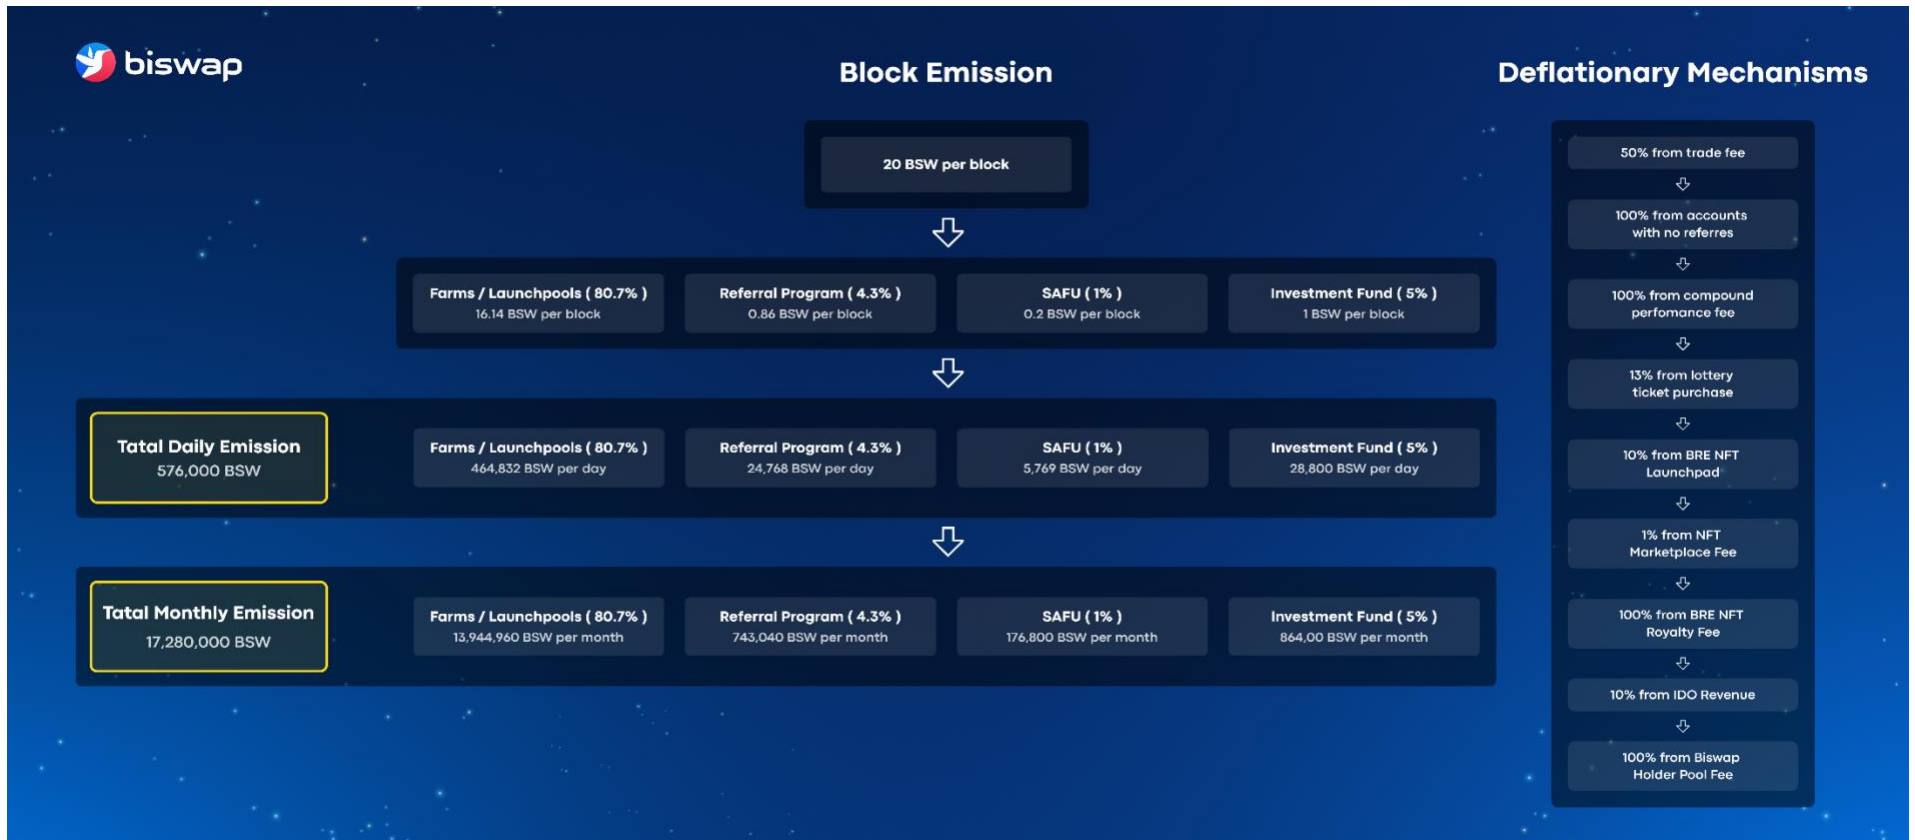 biswap
Block Emission
Deflationary Mechanisms
20 BSW per block
Farms / Launchpools ( 80.7% )
16.14 BSW per block
Referral Program ( 4.3% )
0.86 BSW per block
SAFU ( 1% )
0.2 BSW per block
Investment Fund ( 5% )
1 BSW per block
Tatal Daily Emission
576,000 BSW
Farms / Launchpools ( 80.7% )
464,832 BSW per day
Referral Program ( 4.3% )
24,768 BSW per day
SAFU ( 1% )
5,769 BSW per day
Investment Fund ( 5% )
28,800 BSW per day
Tatal Monthly Emission
17,280,000 BSW
Farms / Launchpools ( 80.7% )
13,944,960 BSW per month
Referral Program ( 4.3% )
743,040 BSW per month
SAFU ( 1% )
176,800 BSW per month
Investment Fund ( 5% )
864,00 BSW per month
50% from trade fee
100% from accounts
with no referres
100% from compound
perfomance fee
13% from lottery
ticket purchase
10% from BRE NFT
Launchpad
1% from NFT
Marketplace Fee
100% from BRE NFT
Royalty Fee
10% from IDO Revenue
100% from Biswap
Holder Pool Fee